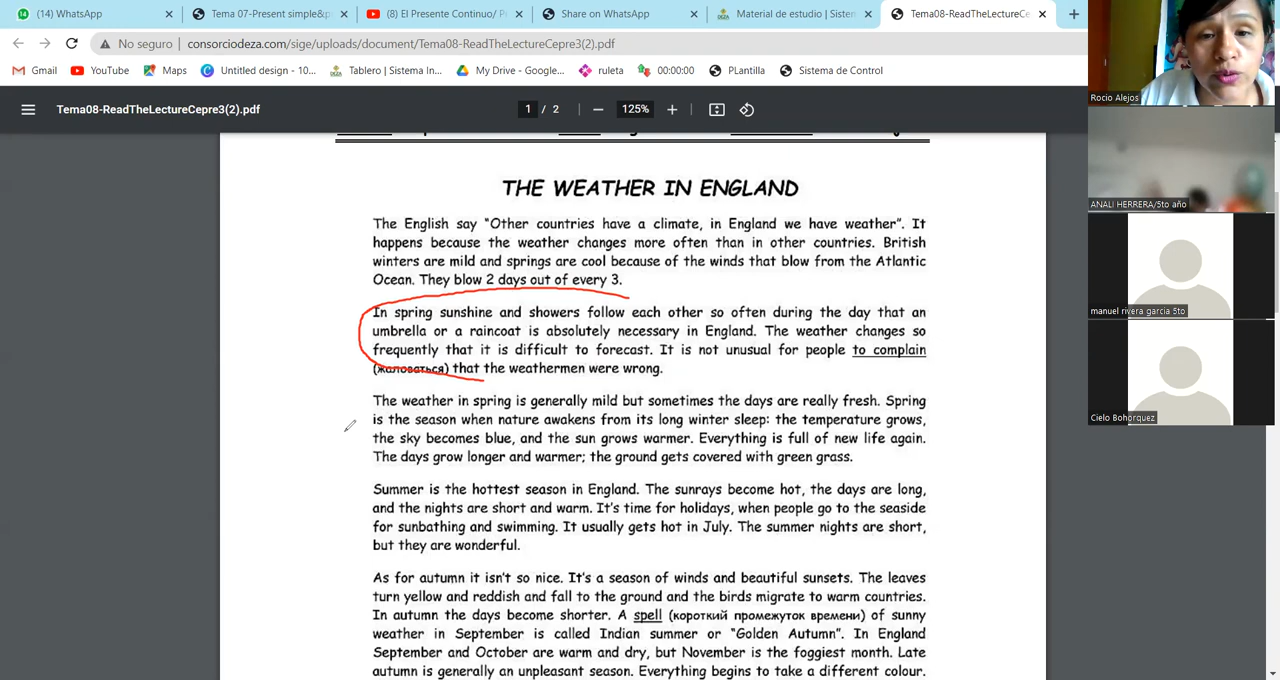 (14) WhatsApp
Tema 07-Present simple&p
(8) El Presente Continuo/ P
Share on WhatsApp
Material de estudio | Sistem
Tema08-ReadTheLectureCe
No seguro
consorciodeza.com/sige/uploads/document/Tema08-ReadTheLectureCepre3(2).pdf
Gmail
YouTube
Maps
Untitled design - 10...
Tablero | Sistema In...
My Drive - Google...
ruleta
00:00:00
PLantilla
Sistema de Control
Tema08-ReadTheLectureCepre3(2).pdf
1 / 2
125%
THE WEATHER IN ENGLAND
The English say “Other countries have a climate, in England we have weather”. It
happens because the weather changes more often than in other countries. British
winters are mild and springs are cool because of the winds that blow from the Atlantic
Ocean. They blow 2 days out of every 3.
In spring sunshine and showers follow each other so often during the day that an
umbrella or a raincoat is absolutely necessary in England. The weather changes so
frequently that it is difficult to forecast. It is not unusual for people to complain
(жаловаться) that the weathermen were wrong.
The weather in spring is generally mild but sometimes the days are really fresh. Spring
is the season when nature awakens from its long winter sleep: the temperature grows,
the sky becomes blue, and the sun grows warmer. Everything is full of new life again.
The days grow longer and warmer; the ground gets covered with green grass.
Summer is the hottest season in England. The sunrays become hot, the days are long,
and the nights are short and warm. It’s time for holidays, when people go to the seaside
for sunbathing and swimming. It usually gets hot in July. The summer nights are short,
but they are wonderful.
As for autumn it isn’t so nice. It’s a season of winds and beautiful sunsets. The leaves
turn yellow and reddish and fall to the ground and the birds migrate to warm countries.
In autumn the days become shorter. A spell (короткий промежуток времени) of sunny
weather in September is called Indian summer or “Golden Autumn”. In England
September and October are warm and dry, but November is the foggiest month. Late
autumn is generally an unpleasant season. Everything begins to take a different colour.
Rocio Alejos
ANALI HERRERA/5to año
manuel rivera garcia 5to
Cielo Bohorquez